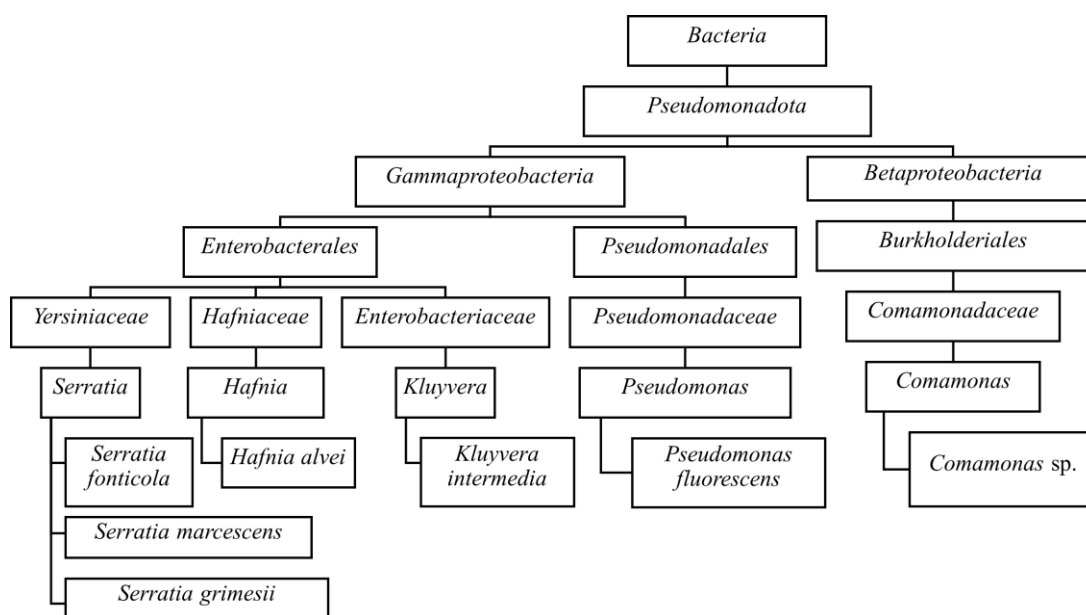 Bacteria
Pseudomonadota
Gammaproteobacteria
Betaproteobacteria
Enterobacterales
Pseudomonadales
Burkholderiales
Yersiniaceae
Hafniaceae
Enterobacteriaceae
Pseudomonadaceae
Comamonadaceae
Serratia
Hafnia
Kluyvera
Pseudomonas
Comamonas
Serratia
fonticola
Hafnia alvei
Kluyvera
intermedia
Pseudomonas
fluorescens
Comamonas sp.
Serratia marcescens
Serratia grimesii